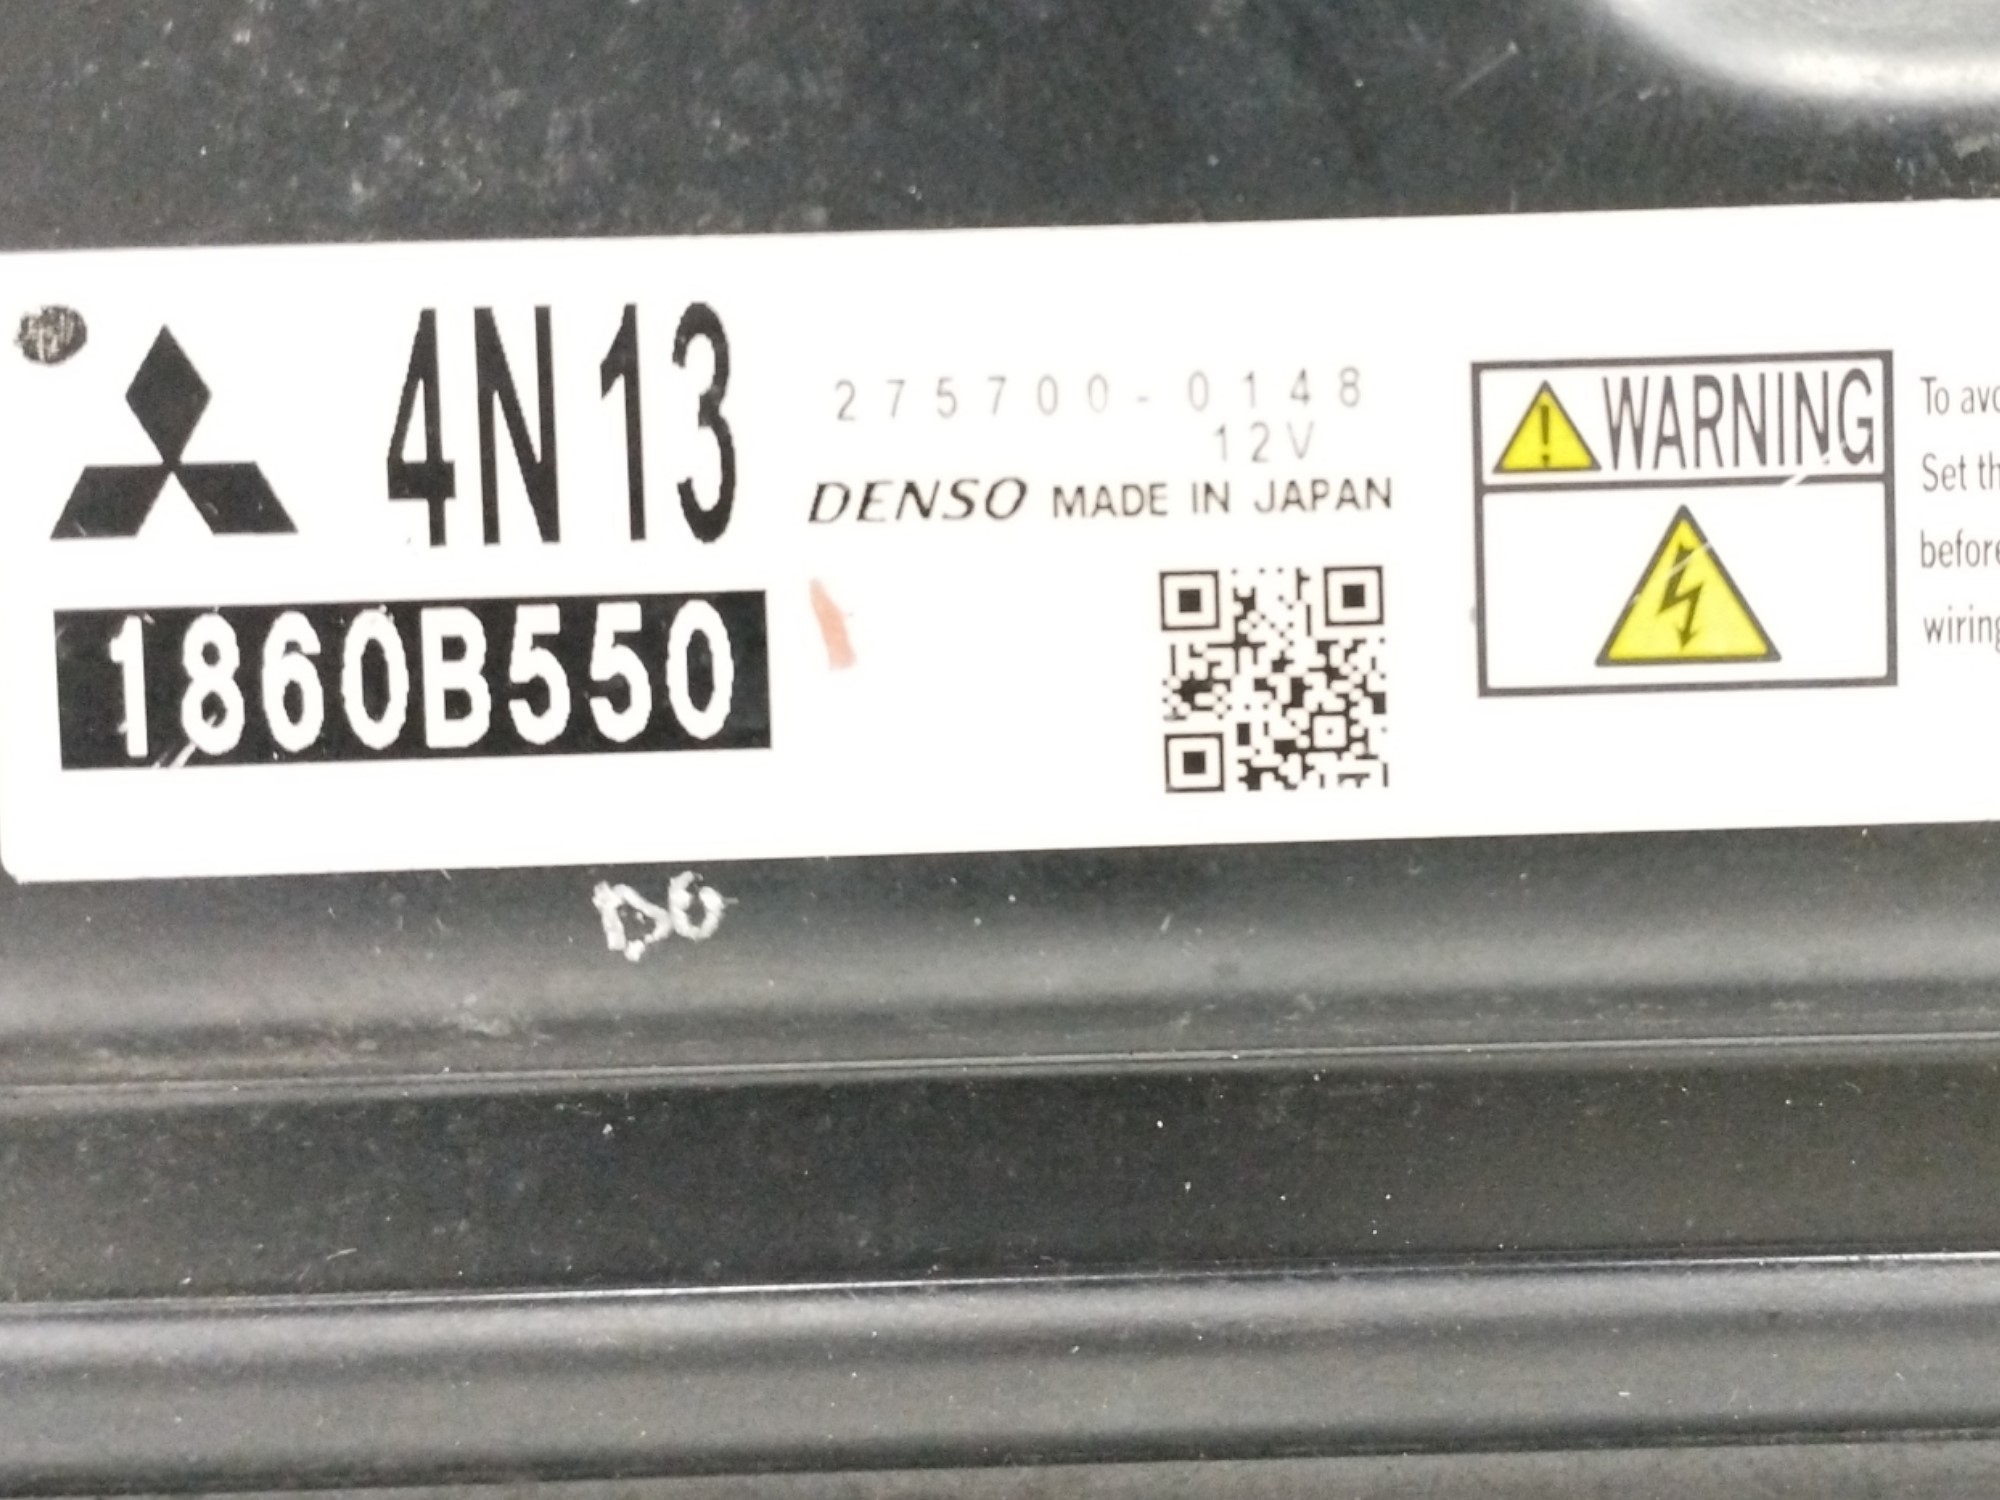 4N13
275700-0148
12V
DENSO MADE IN JAPAN
1860B550
WARNING
To avo
Set th
before
wiring
D6